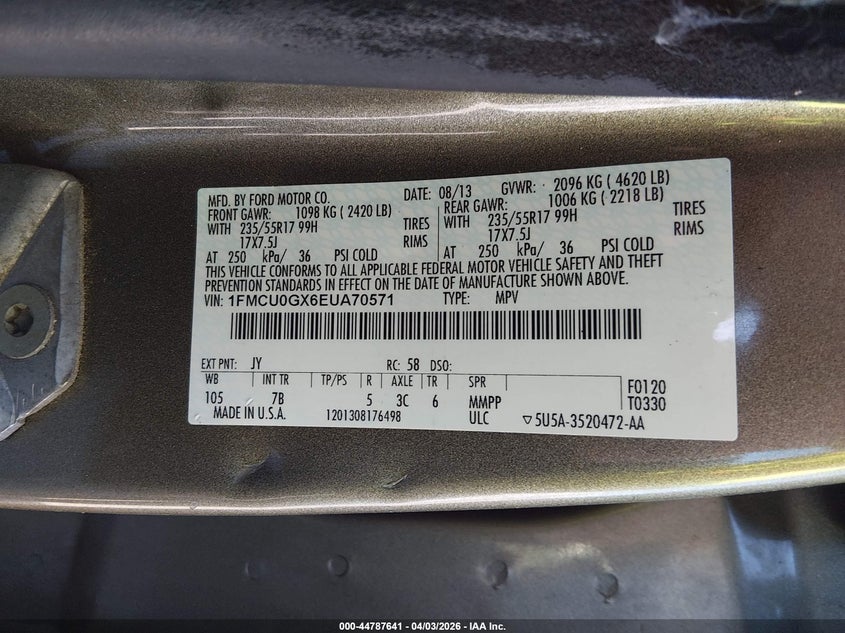 MFD. BY FORD MOTOR CO. DATE: 08/13 GVWR: 2096 KG ( 4620 LB)
FRONT GAWR: 1098 KG ( 2420 LB) REAR GAWR: 1006 KG ( 2218 LB)
WITH 235/55R17 99H TIRES WITH 235/55R17 99H TIRES
17X7.5J RIMS 17X7.5J RIMS
AT 250 kPa/ 36 PSI COLD AT 250 kPa/ 36 PSI COLD
THIS VEHICLE CONFORMS TO ALL APPLICABLE FEDERAL MOTOR VEHICLE SAFETY AND THEFT
PREVENTION STANDARDS IN EFFECT ON THE DATE OF MANUFACTURE SHOWN ABOVE.
VIN: 1FMCU0GX6EUA70571 TYPE: MPV
EXT PNT: JY RC: 58 DSO:
WB INT TR TP/PS R AXLE TR SPR F0120
105 7B 5 3C 6 MMPP T0330
MADE IN U.S.A. 1201308176498 ULC ▽5U5A-3520472-AA
000-44787641 | 04/03/2026 - IAA Inc.